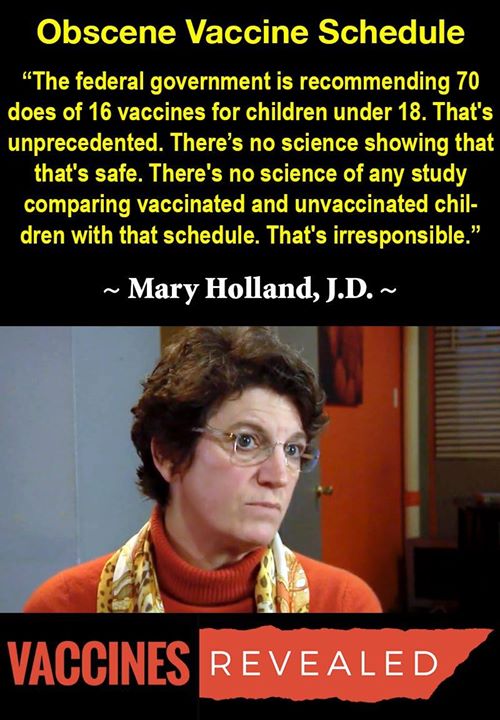 Obscene Vaccine Schedule
“The federal government is recommending 70
does of 16 vaccines for children under 18. That's
unprecedented. There’s no science showing that
that's safe. There's no science of any study
comparing vaccinated and unvaccinated chil-
dren with that schedule. That's irresponsible.”
~ Mary Holland, J.D. ~
VACCINES REVEALED